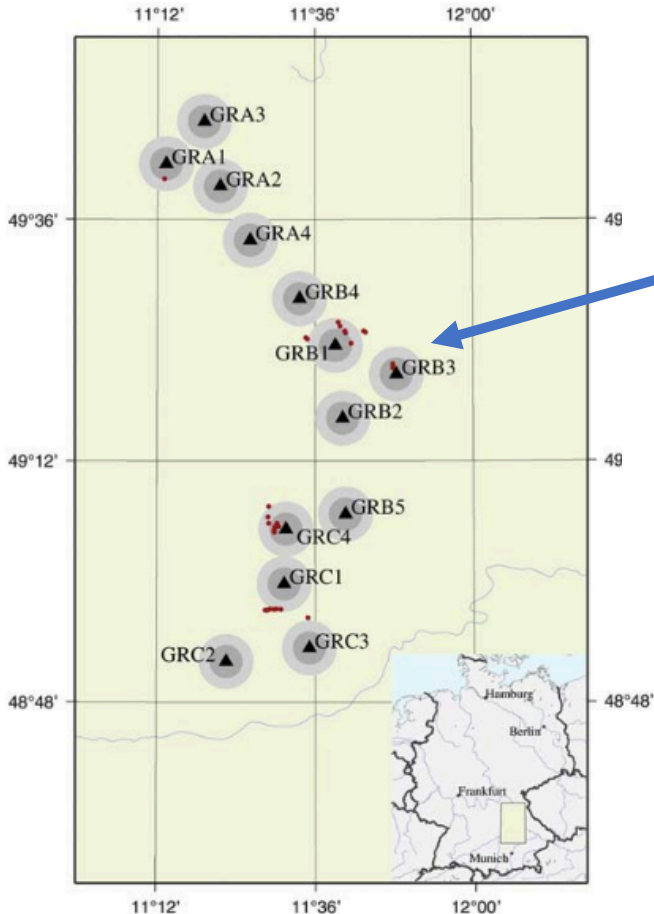 11°12' 11°36' 12°00'
GRA3
GRA1
GRA2
49°36' 49
GRA4
GRB4
GRB1
GRB3
GRB2
49°12' 49
GRB5
GRC4
GRC1
GRC3
GRC2
48°48' 48°48'
Hamburg
Berlin
Frankfurt
Munich
11°12' 11°36' 12°00'